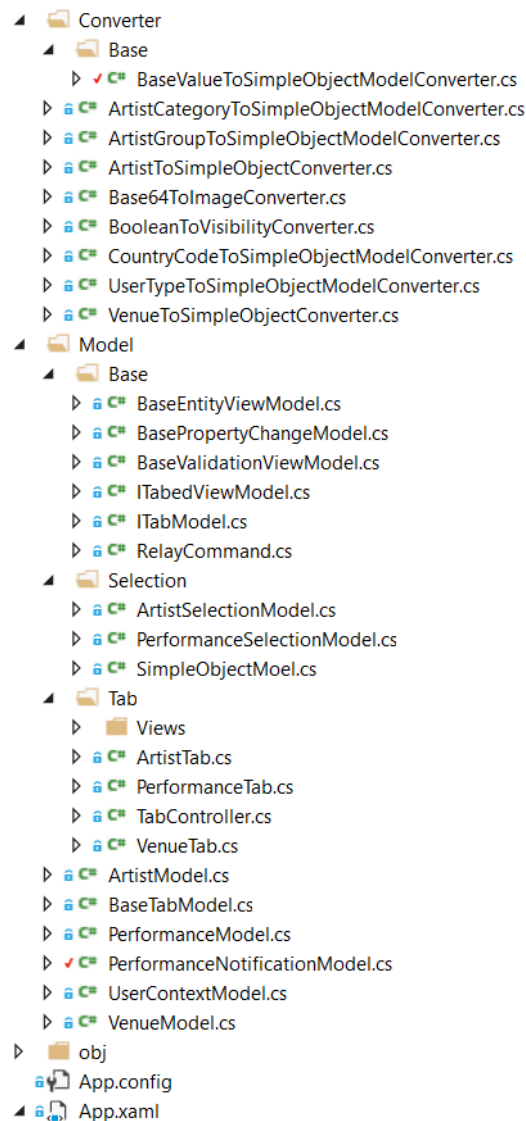 Converter
Base
C# BaseValueToSimpleObjectModelConverter.cs
C# ArtistCategoryToSimpleObjectModelConverter.cs
C# ArtistGroupToSimpleObjectModelConverter.cs
C# ArtistToSimpleObjectConverter.cs
C# Base64ToImageConverter.cs
C# BooleanToVisibilityConverter.cs
C# CountryCodeToSimpleObjectModelConverter.cs
C# UserTypeToSimpleObjectModelConverter.cs
C# VenueToSimpleObjectConverter.cs
Model
Base
C# BaseEntityViewModel.cs
C# BasePropertyChangeModel.cs
C# BaseValidationViewModel.cs
C# ITabedViewModel.cs
C# ITabModel.cs
C# RelayCommand.cs
Selection
C# ArtistSelectionModel.cs
C# PerformanceSelectionModel.cs
C# SimpleObjectMoel.cs
Tab
Views
C# ArtistTab.cs
C# PerformanceTab.cs
C# TabController.cs
C# VenueTab.cs
C# ArtistModel.cs
C# BaseTabModel.cs
C# PerformanceModel.cs
C# PerformanceNotificationModel.cs
C# UserContextModel.cs
C# VenueModel.cs
obj
App.config
App.xaml